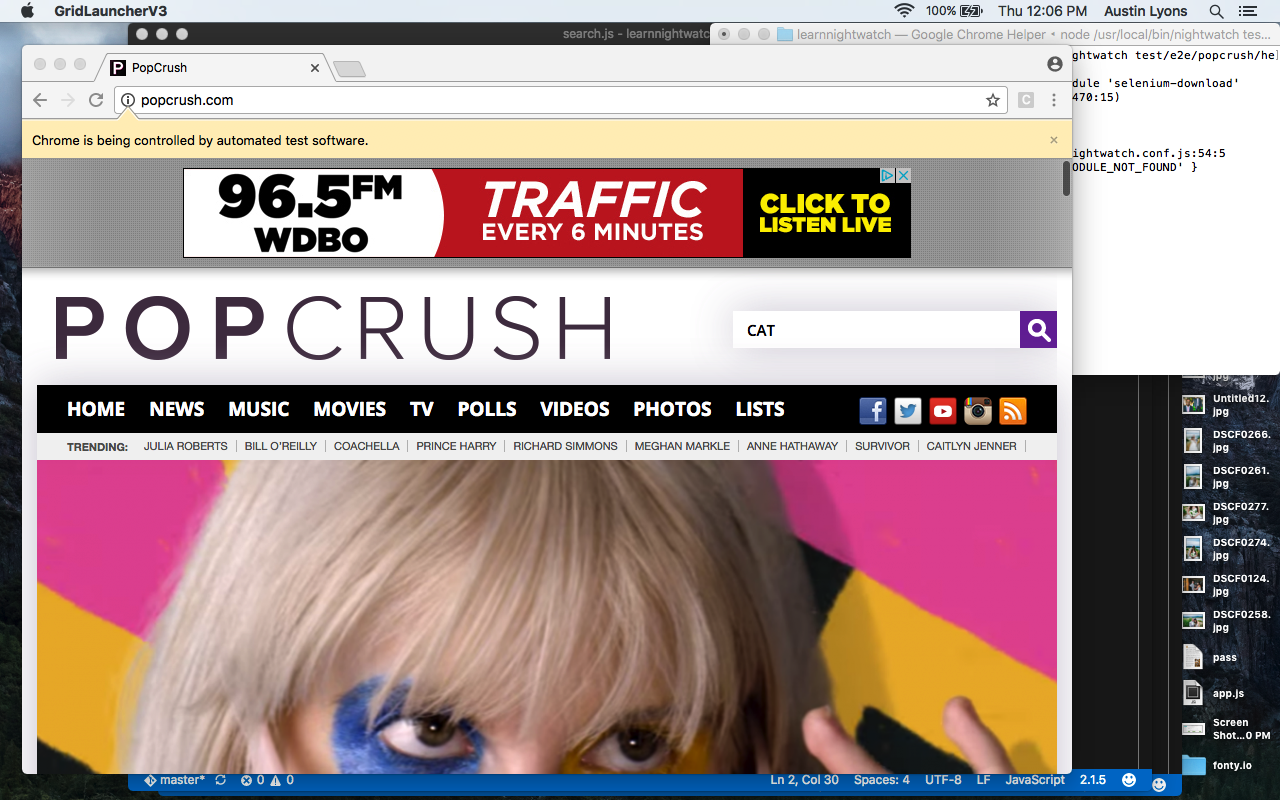 GridLauncherV3
100%
Thu 12:06 PM
Austin Lyons
search.js - learnnightwatc
learnnightwatch — Google Chrome Helper • node /usr/local/bin/nightwatch tes...
PopCrush
ghtwatch test/e2e/popcrush/he
dule 'selenium-download'
470:15)
ightwatch.conf.js:54:5
ODULE_NOT_FOUND' }
popcrush.com
Chrome is being controlled by automated test software.
96.5FM
WDBO
TRAFFIC
EVERY 6 MINUTES
CLICK TO
LISTEN LIVE
POPCRUSH
CAT
HOME NEWS MUSIC MOVIES TV POLLS VIDEOS PHOTOS LISTS
TRENDING: JULIA ROBERTS BILL O'REILLY COACHELLA PRINCE HARRY RICHARD SIMMONS MEGHAN MARKLE ANNE HATHAWAY SURVIVOR CAITLYN JENNER
jpg
Untitled12.
jpg
DSCF0266.
jpg
DSCF0261.
jpg
DSCF0277.
jpg
DSCF0274.
jpg
DSCF0124.
jpg
DSCF0258.
jpg
pass
app.js
Screen
Shot...0 PM
fonty.io
master* 0 0 Ln 2, Col 30 Spaces: 4 UTF-8 LF JavaScript 2.1.5